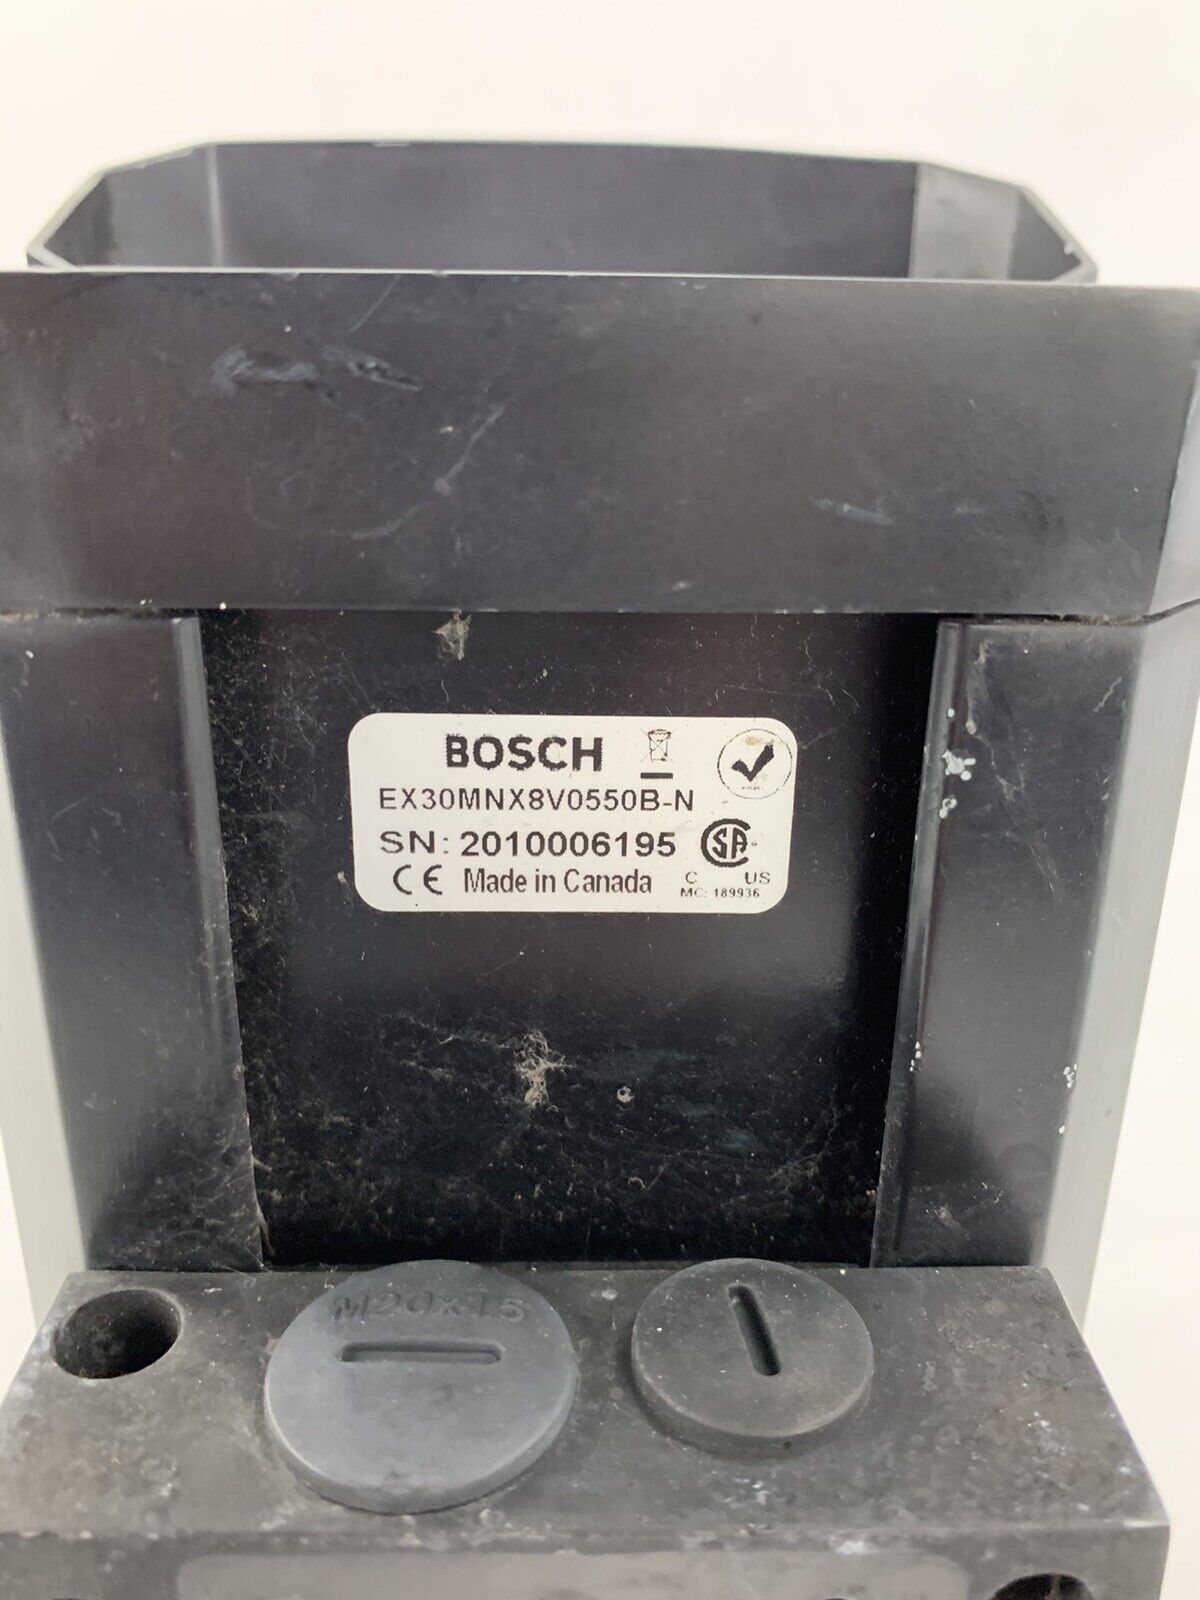 BOSCH
EX30MNX8V0550B-N
SN: 2010006195
CE Made in Canada
C US
MC: 189936
M20x1.5